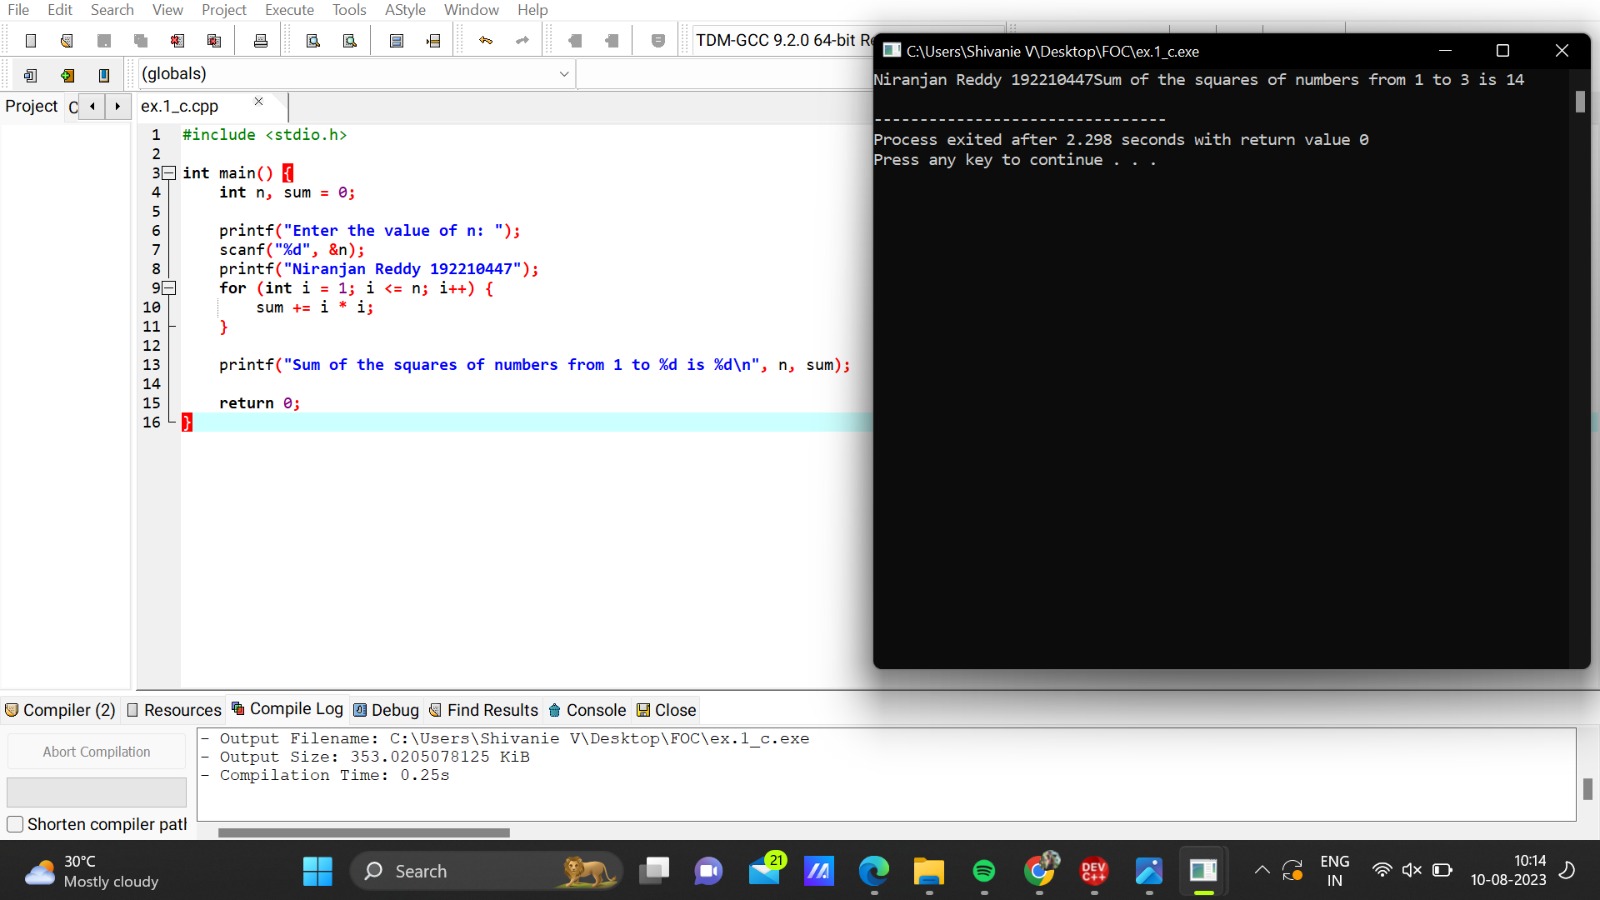 File Edit Search View Project Execute Tools AStyle Window Help
TDM-GCC 9.2.0 64-bit Re
(globals)
Project C
ex.1_c.cpp
1 #include <stdio.h>
2
3 int main() {
4 int n, sum = 0;
5
6 printf("Enter the value of n: ");
7 scanf("%d", &n);
8 printf("Niranjan Reddy 192210447");
9 for (int i = 1; i <= n; i++) {
10 sum += i * i;
11 }
12
13 printf("Sum of the squares of numbers from 1 to %d is %d\n", n, sum);
14
15 return 0;
16 }
C:\Users\Shivanie V\Desktop\FOC\ex.1_c.exe
Niranjan Reddy 192210447Sum of the squares of numbers from 1 to 3 is 14
--------------------------------
Process exited after 2.298 seconds with return value 0
Press any key to continue . . .
Compiler (2) Resources Compile Log Debug Find Results Console Close
Abort Compilation
Shorten compiler path
- Output Filename: C:\Users\Shivanie V\Desktop\FOC\ex.1_c.exe
- Output Size: 353.0205078125 KiB
- Compilation Time: 0.25s
30°C
Mostly cloudy
Search
21
DEV
C++
ENG
IN
10:14
10-08-2023